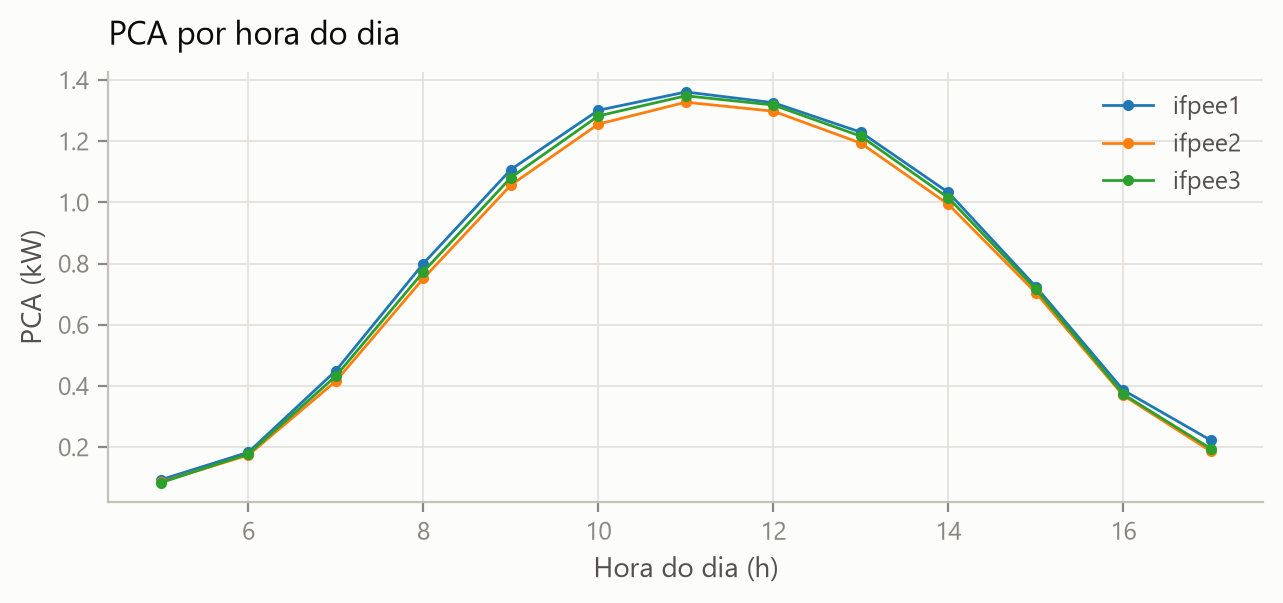 PCA por hora do dia
1.4
1.2
1.0
0.8
0.6
0.4
0.2
PCA (kW)
ifpee1
ifpee2
ifpee3
6 8 10 12 14 16
Hora do dia (h)